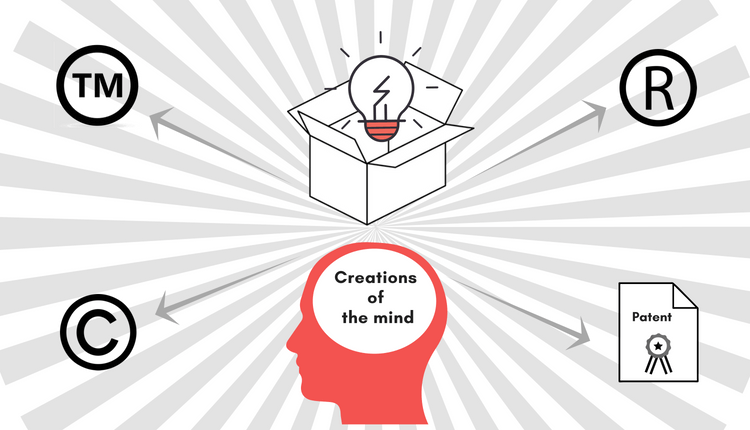 TM
R
Creations
of
the mind
C
Patent